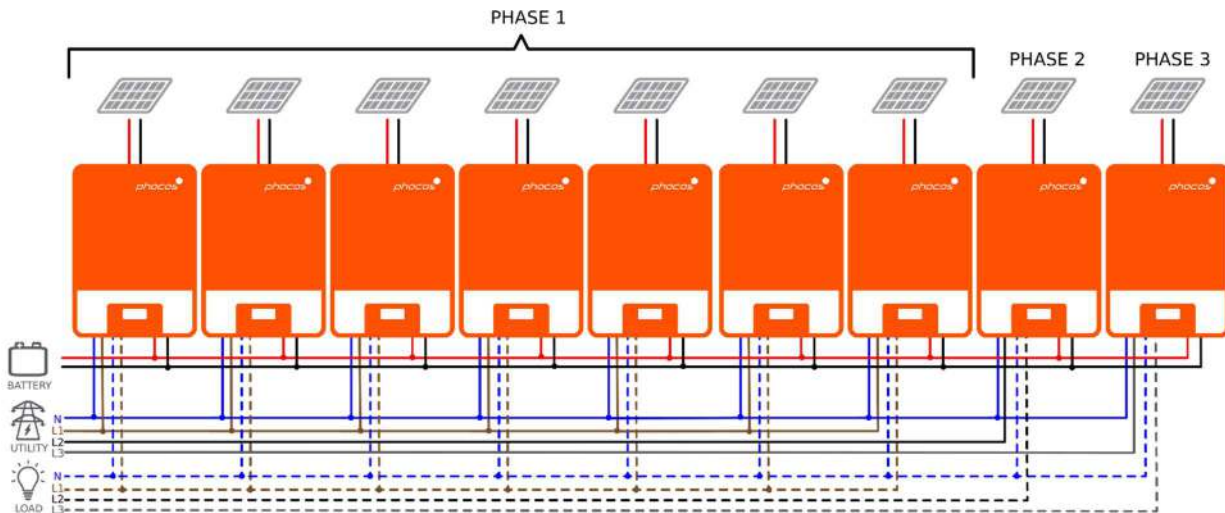 PHASE 1
PHASE 2 PHASE 3
phocos phocos phocos phocos phocos phocos phocos phocos phocos
BATTERY
N
L1
L2
UTILITY L3
N
L1
L2
LOAD L3